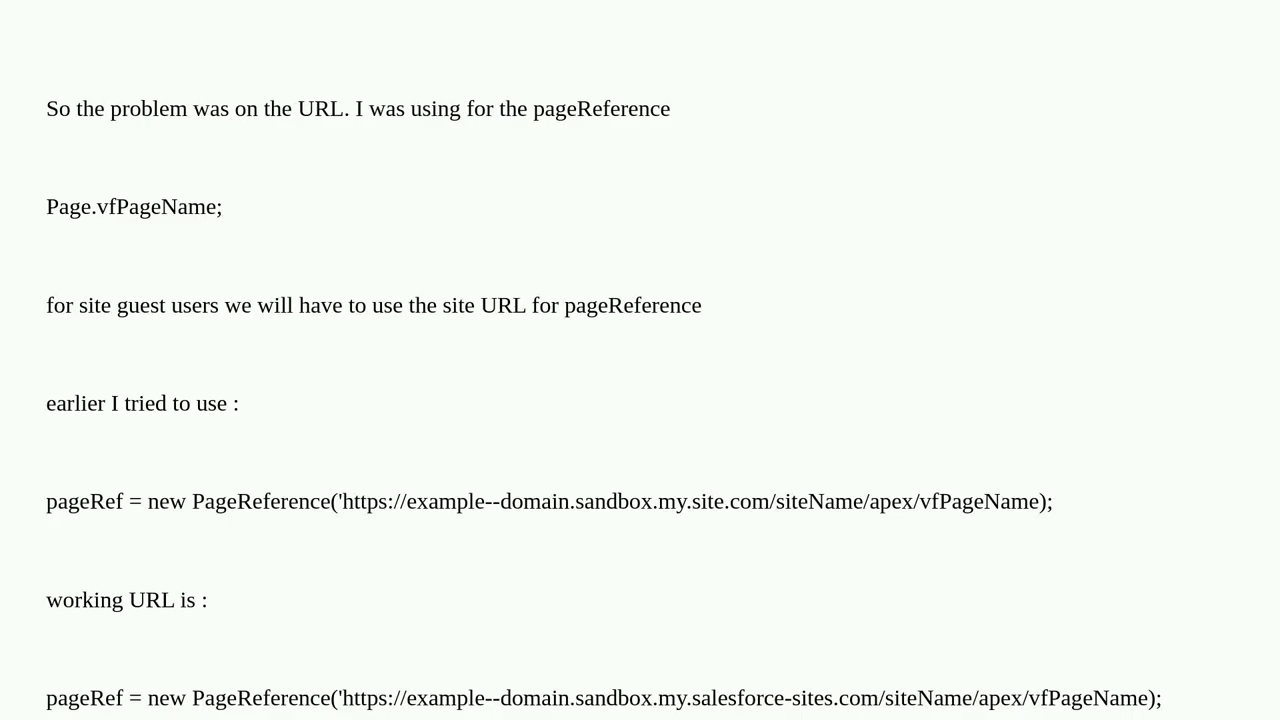 So the problem was on the URL. I was using for the pageReference
Page.vfPageName;
for site guest users we will have to use the site URL for pageReference
earlier I tried to use :
pageRef = new PageReference('https://example--domain.sandbox.my.site.com/siteName/apex/vfPageName);
working URL is :
pageRef = new PageReference('https://example--domain.sandbox.my.salesforce-sites.com/siteName/apex/vfPageName);